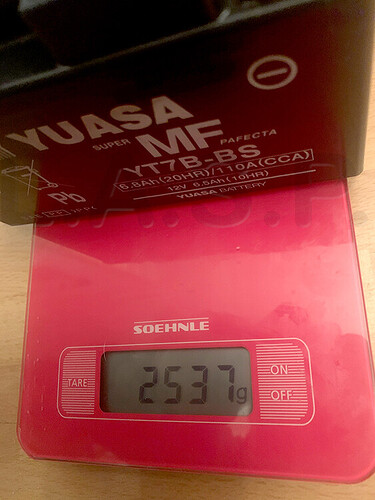 YUASA
SUPER MF PAFECTA
YT7B-BS
6.8Ah(20HR)/110A(CCA)
12V 6.5Ah(10HR)
YUASA BATTERY
Pb
SOEHNLE
TARE
2537g
ON
OFF